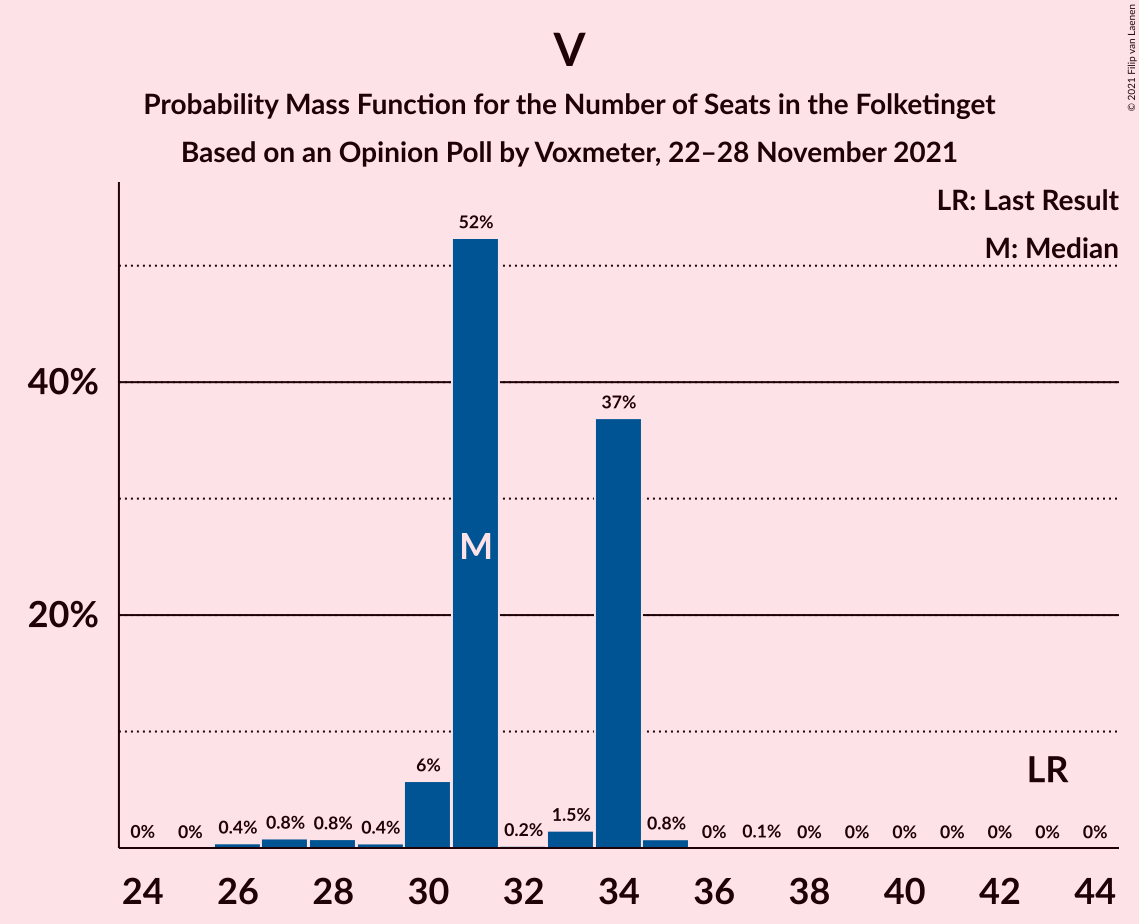 V
Probability Mass Function for the Number of Seats in the Folketinget
Based on an Opinion Poll by Voxmeter, 22–28 November 2021
© 2021 Filip van Laenen
LR: Last Result
M: Median
52%
40%
37%
M
20%
LR
6%
0% 0% 0.4% 0.8% 0.8% 0.4% 0.2% 1.5% 0.8% 0% 0.1% 0% 0% 0% 0% 0% 0% 0%
24 26 28 30 32 34 36 38 40 42 44